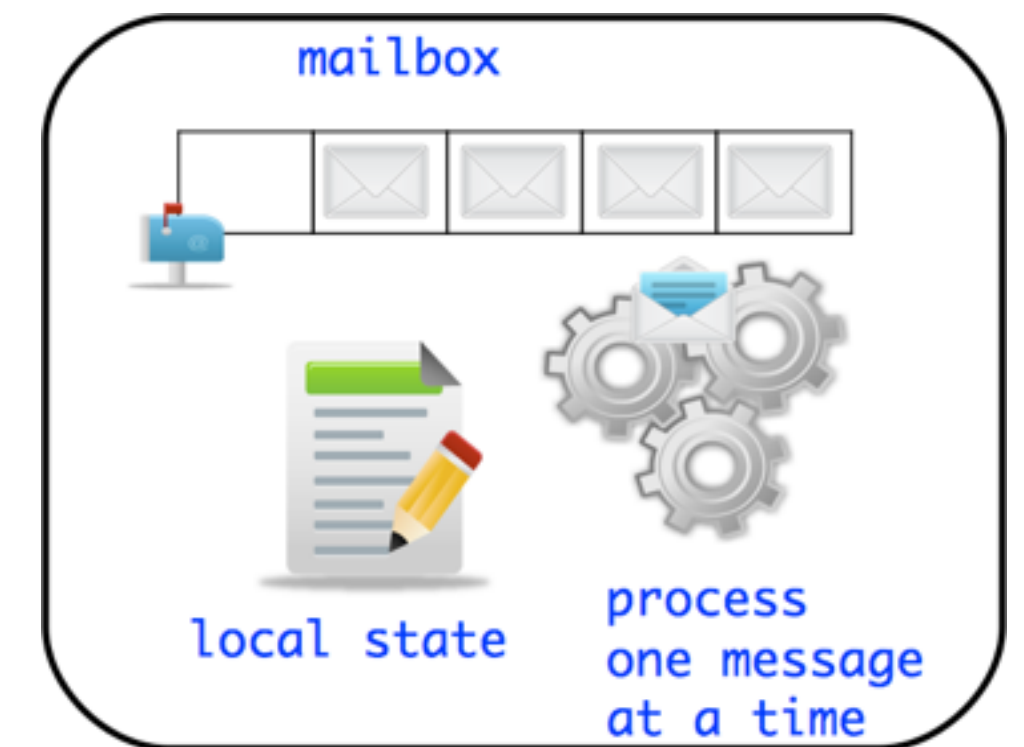 mailbox
@
local state
process
one message
at a time